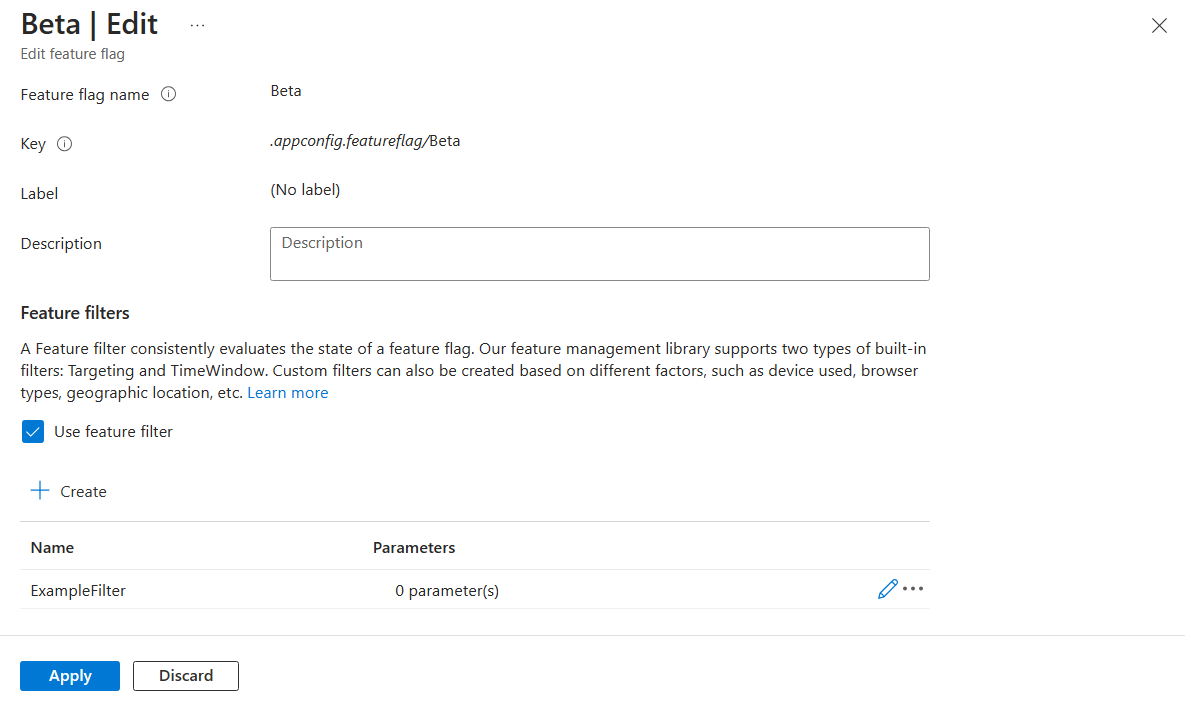 Beta | Edit ...
Edit feature flag
Feature flag name
Beta
Key
.appconfig.featureflag/Beta
Label
(No label)
Description
Description
Feature filters
A Feature filter consistently evaluates the state of a feature flag. Our feature management library supports two types of built-in
filters: Targeting and TimeWindow. Custom filters can also be created based on different factors, such as device used, browser
types, geographic location, etc. Learn more
Use feature filter
Create
Name Parameters
ExampleFilter 0 parameter(s)
Apply Discard